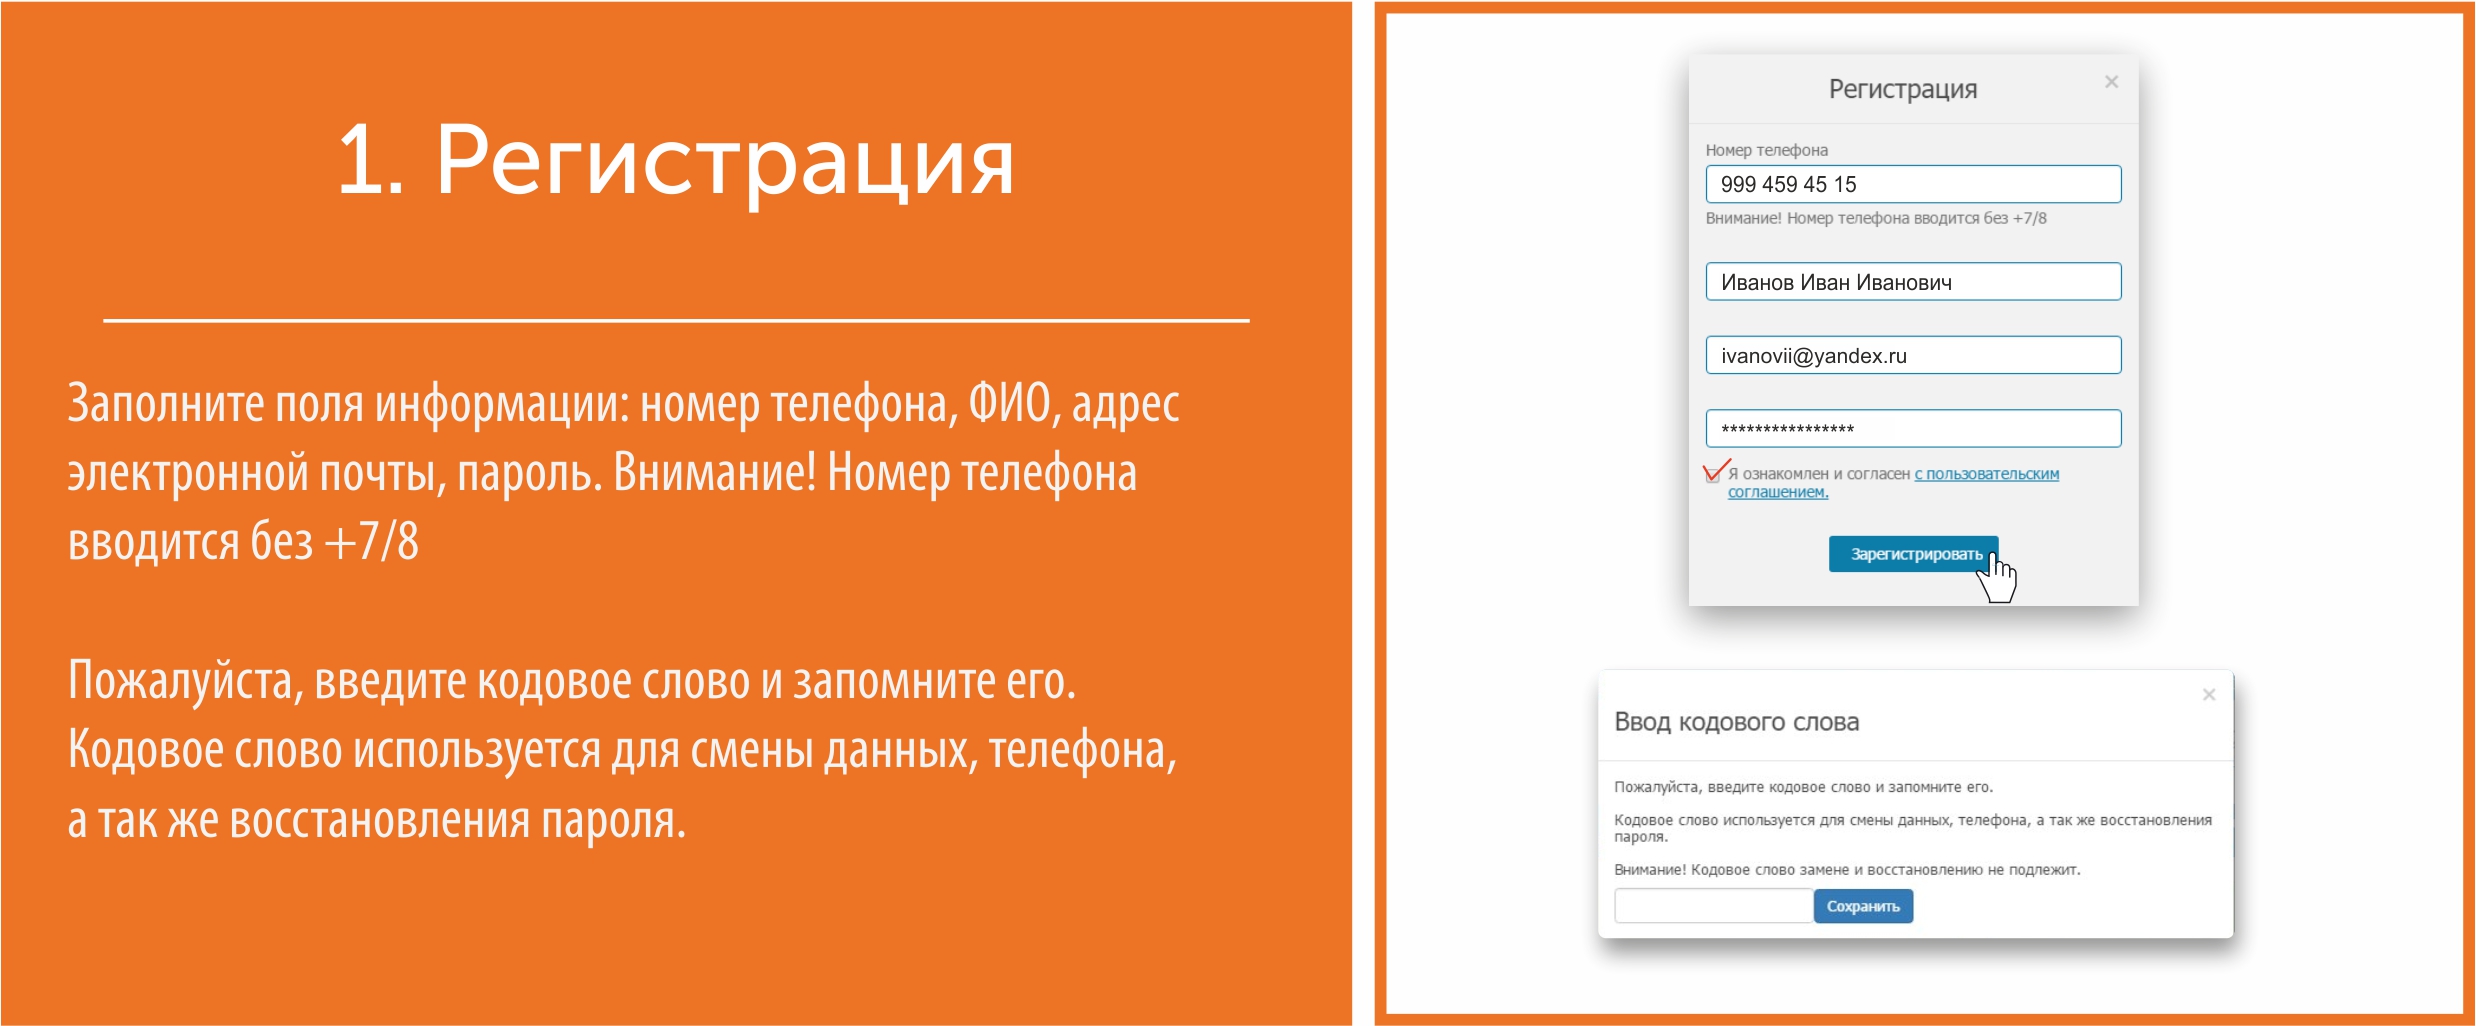 1. Регистрация
Заполните поля информации: номер телефона, ФИО, адрес
электронной почты, пароль. Внимание! Номер телефона
вводится без +7/8
Пожалуйста, введите кодовое слово и запомните его.
Кодовое слово используется для смены данных, телефона,
а так же восстановления пароля.
Регистрация
×
Номер телефона
999 459 45 15
Внимание! Номер телефона вводится без +7/8
Иванов Иван Иванович
ivanovii@yandex.ru
****************
Я ознакомлен и согласен с пользовательским
соглашением.
Зарегистрировать
×
Ввод кодового слова
Пожалуйста, введите кодовое слово и запомните его.
Кодовое слово используется для смены данных, телефона, а так же восстановления
пароля.
Внимание! Кодовое слово замене и восстановлению не подлежит.
Сохранить